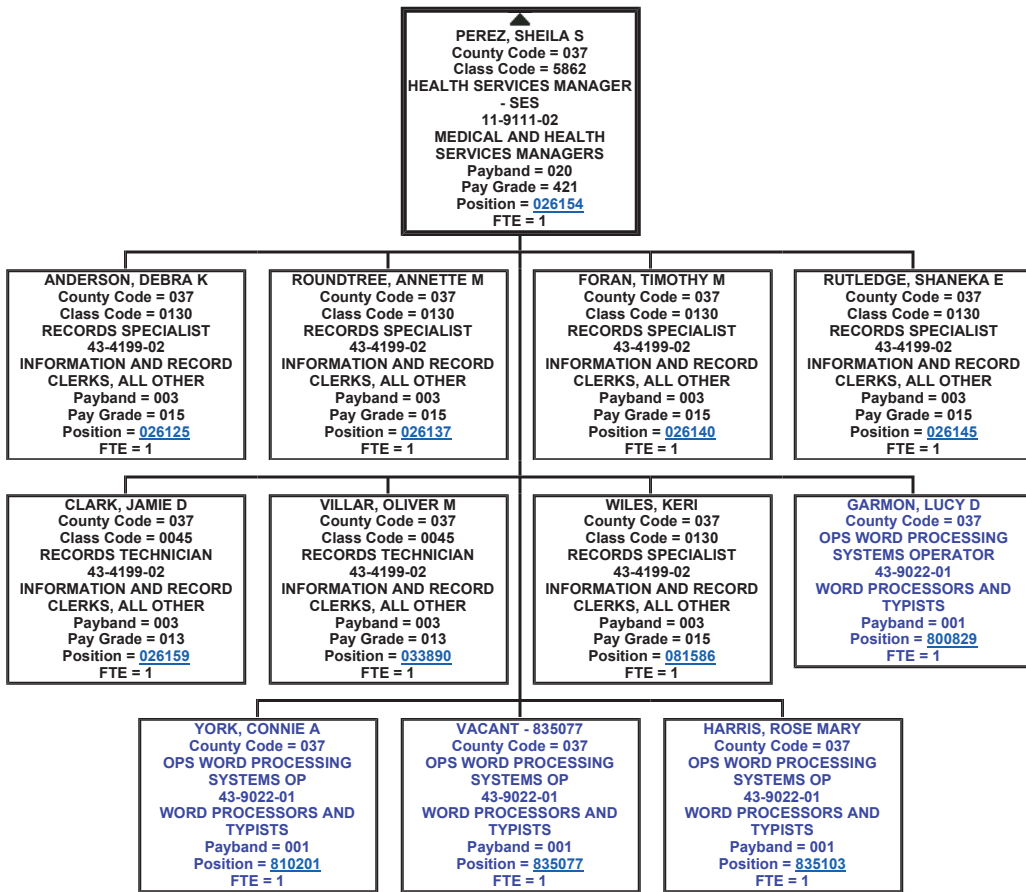 PEREZ, SHEILA S
County Code = 037
Class Code = 5862
HEALTH SERVICES MANAGER
- SES
11-9111-02
MEDICAL AND HEALTH
SERVICES MANAGERS
Payband = 020
Pay Grade = 421
Position = 026154
FTE = 1
ANDERSON, DEBRA K
County Code = 037
Class Code = 0130
RECORDS SPECIALIST
43-4199-02
INFORMATION AND RECORD
CLERKS, ALL OTHER
Payband = 003
Pay Grade = 015
Position = 026125
FTE = 1
ROUNDTREE, ANNETTE M
County Code = 037
Class Code = 0130
RECORDS SPECIALIST
43-4199-02
INFORMATION AND RECORD
CLERKS, ALL OTHER
Payband = 003
Pay Grade = 015
Position = 026137
FTE = 1
FORAN, TIMOTHY M
County Code = 037
Class Code = 0130
RECORDS SPECIALIST
43-4199-02
INFORMATION AND RECORD
CLERKS, ALL OTHER
Payband = 003
Pay Grade = 015
Position = 026140
FTE = 1
RUTLEDGE, SHANEKA E
County Code = 037
Class Code = 0130
RECORDS SPECIALIST
43-4199-02
INFORMATION AND RECORD
CLERKS, ALL OTHER
Payband = 003
Pay Grade = 015
Position = 026145
FTE = 1
CLARK, JAMIE D
County Code = 037
Class Code = 0045
RECORDS TECHNICIAN
43-4199-02
INFORMATION AND RECORD
CLERKS, ALL OTHER
Payband = 003
Pay Grade = 013
Position = 026159
FTE = 1
VILLAR, OLIVER M
County Code = 037
Class Code = 0045
RECORDS TECHNICIAN
43-4199-02
INFORMATION AND RECORD
CLERKS, ALL OTHER
Payband = 003
Pay Grade = 013
Position = 033890
FTE = 1
WILES, KERI
County Code = 037
Class Code = 0130
RECORDS SPECIALIST
43-4199-02
INFORMATION AND RECORD
CLERKS, ALL OTHER
Payband = 003
Pay Grade = 015
Position = 081586
FTE = 1
GARMON, LUCY D
County Code = 037
OPS WORD PROCESSING
SYSTEMS OPERATOR
43-9022-01
WORD PROCESSORS AND
TYPISTS
Payband = 001
Position = 800829
FTE = 1
YORK, CONNIE A
County Code = 037
OPS WORD PROCESSING
SYSTEMS OP
43-9022-01
WORD PROCESSORS AND
TYPISTS
Payband = 001
Position = 810201
FTE = 1
VACANT - 835077
County Code = 037
OPS WORD PROCESSING
SYSTEMS OP
43-9022-01
WORD PROCESSORS AND
TYPISTS
Payband = 001
Position = 835077
FTE = 1
HARRIS, ROSE MARY
County Code = 037
OPS WORD PROCESSING
SYSTEMS OP
43-9022-01
WORD PROCESSORS AND
TYPISTS
Payband = 001
Position = 835103
FTE = 1